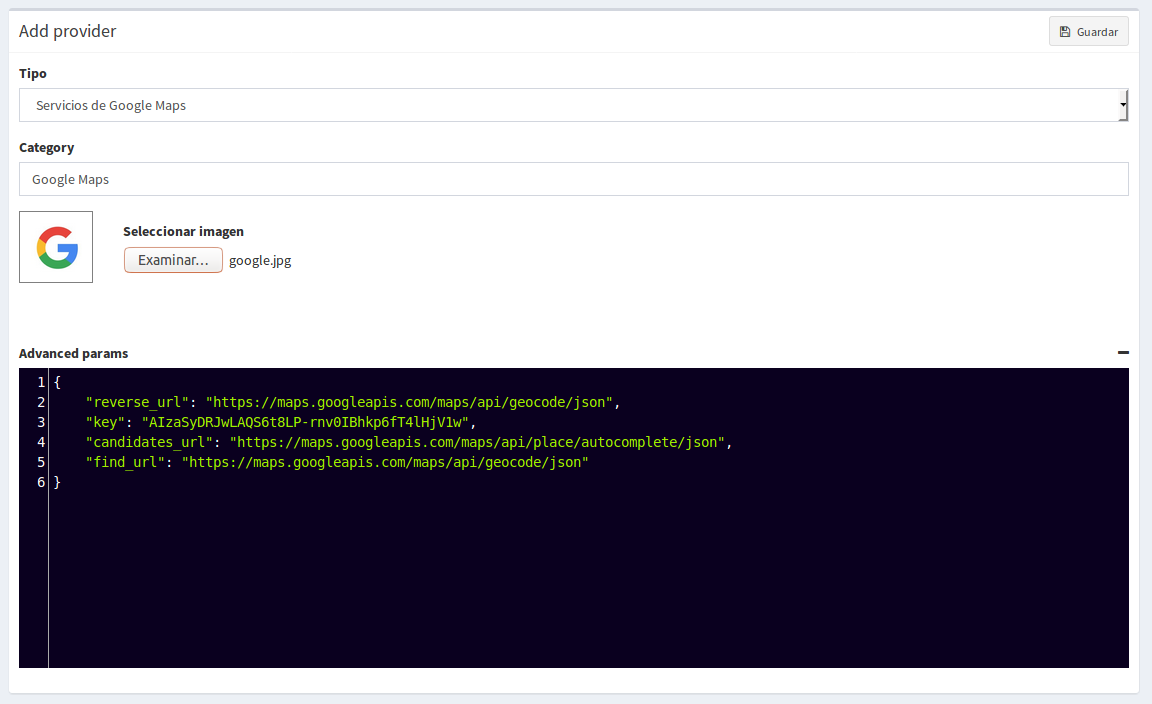 Add provider
Guardar
Tipo
Servicios de Google Maps
Category
Google Maps
Seleccionar imagen
Examinar... google.jpg
Advanced params
1 {
2 "reverse_url": "https://maps.googleapis.com/maps/api/geocode/json",
3 "key": "AIzaSyDRJwLAQS6t8LP-rnv0IBhkp6fT4lHjV1w",
4 "candidates_url": "https://maps.googleapis.com/maps/api/place/autocomplete/json",
5 "find_url": "https://maps.googleapis.com/maps/api/geocode/json"
6 }